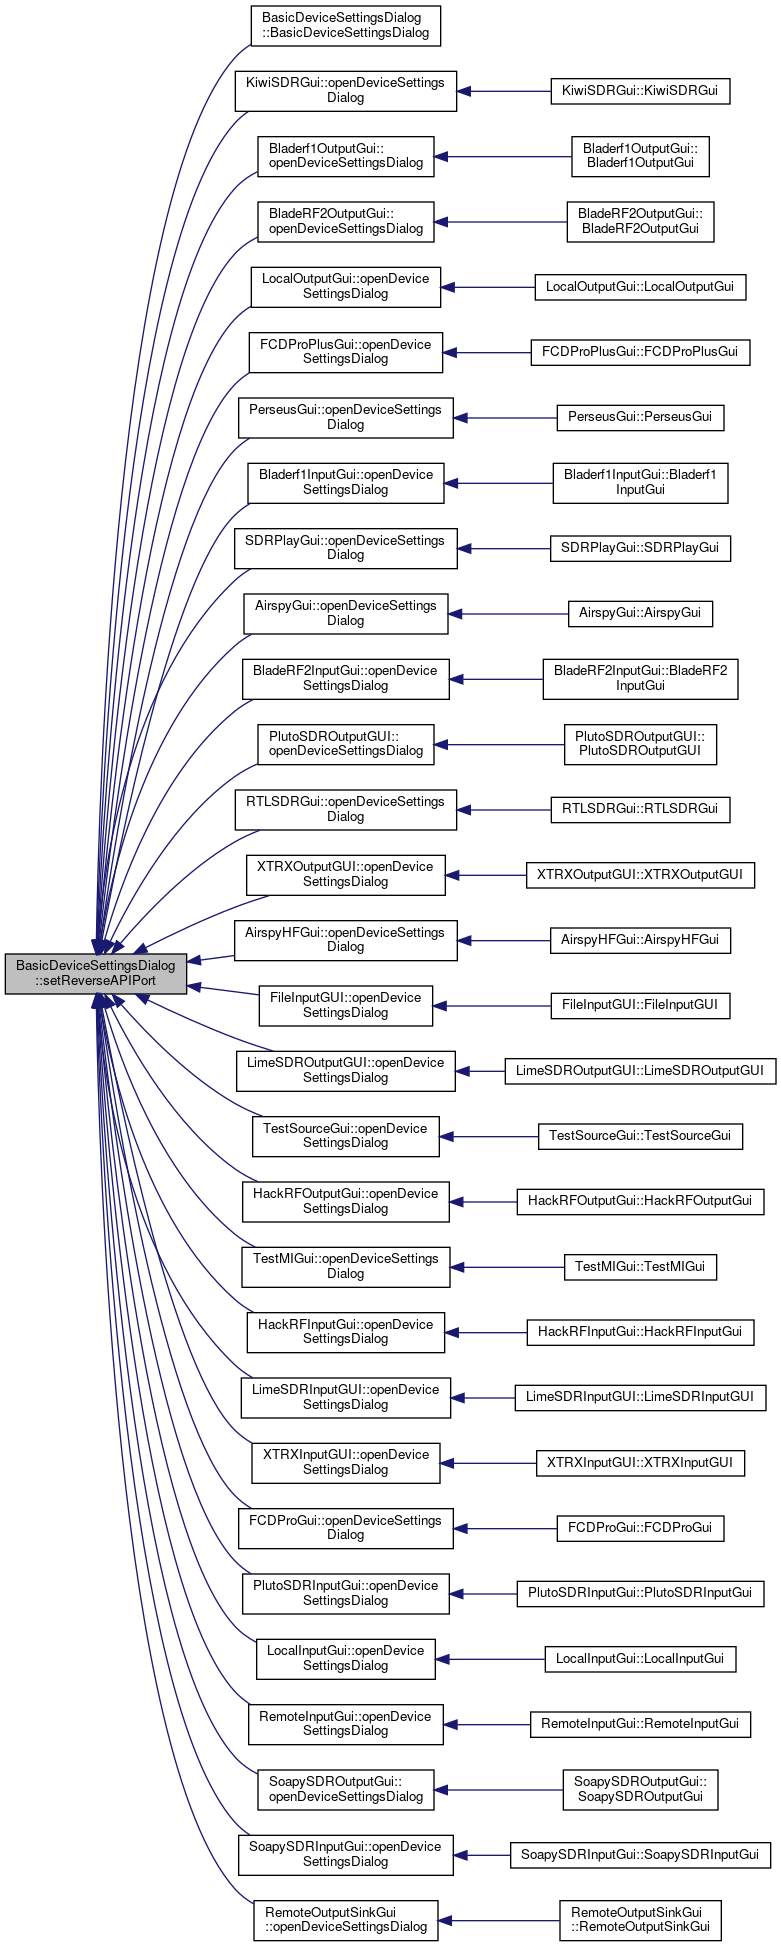 BasicDeviceSettingsDialog
::BasicDeviceSettingsDialog
KiwiSDRGui::openDeviceSettings
Dialog
KiwiSDRGui::KiwiSDRGui
Bladerf1OutputGui::
openDeviceSettingsDialog
Bladerf1OutputGui::
Bladerf1OutputGui
BladeRF2OutputGui::
openDeviceSettingsDialog
BladeRF2OutputGui::
BladeRF2OutputGui
LocalOutputGui::openDevice
SettingsDialog
LocalOutputGui::LocalOutputGui
FCDProPlusGui::openDevice
SettingsDialog
FCDProPlusGui::FCDProPlusGui
PerseusGui::openDeviceSettings
Dialog
PerseusGui::PerseusGui
Bladerf1InputGui::openDevice
SettingsDialog
Bladerf1InputGui::Bladerf1
InputGui
SDRPlayGui::openDeviceSettings
Dialog
SDRPlayGui::SDRPlayGui
AirspyGui::openDeviceSettings
Dialog
AirspyGui::AirspyGui
BladeRF2InputGui::openDevice
SettingsDialog
BladeRF2InputGui::BladeRF2
InputGui
PlutoSDROutputGUI::
openDeviceSettingsDialog
PlutoSDROutputGUI::
PlutoSDROutputGUI
RTLSDRGui::openDeviceSettings
Dialog
RTLSDRGui::RTLSDRGui
XTRXOutputGUI::openDevice
SettingsDialog
XTRXOutputGUI::XTRXOutputGUI
AirspyHFGui::openDeviceSettings
Dialog
AirspyHFGui::AirspyHFGui
BasicDeviceSettingsDialog
::setReverseAPIPort
FileInputGUI::openDevice
SettingsDialog
FileInputGUI::FileInputGUI
LimeSDROutputGUI::openDevice
SettingsDialog
LimeSDROutputGUI::LimeSDROutputGUI
TestSourceGui::openDevice
SettingsDialog
TestSourceGui::TestSourceGui
HackRFOutputGui::openDevice
SettingsDialog
HackRFOutputGui::HackRFOutputGui
TestMIGui::openDeviceSettings
Dialog
TestMIGui::TestMIGui
HackRFInputGui::openDevice
SettingsDialog
HackRFInputGui::HackRFInputGui
LimeSDRInputGUI::openDevice
SettingsDialog
LimeSDRInputGUI::LimeSDRInputGUI
XTRXInputGUI::openDevice
SettingsDialog
XTRXInputGUI::XTRXInputGUI
FCDProGui::openDeviceSettings
Dialog
FCDProGui::FCDProGui
PlutoSDRInputGui::openDevice
SettingsDialog
PlutoSDRInputGui::PlutoSDRInputGui
LocalInputGui::openDevice
SettingsDialog
LocalInputGui::LocalInputGui
RemoteInputGui::openDevice
SettingsDialog
RemoteInputGui::RemoteInputGui
SoapySDROutputGui::
openDeviceSettingsDialog
SoapySDROutputGui::
SoapySDROutputGui
SoapySDRInputGui::openDevice
SettingsDialog
SoapySDRInputGui::SoapySDRInputGui
RemoteOutputSinkGui
::openDeviceSettingsDialog
RemoteOutputSinkGui
::RemoteOutputSinkGui